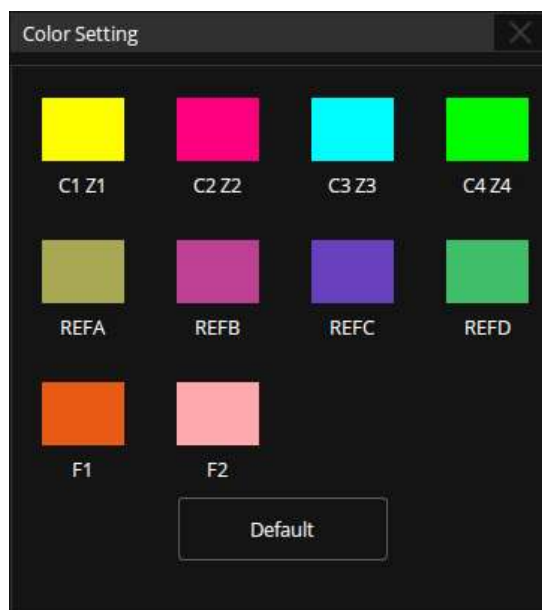 Color Setting
C1 Z1 C2 Z2 C3 Z3 C4 Z4
REFA REFB REFC REFD
F1 F2
Default